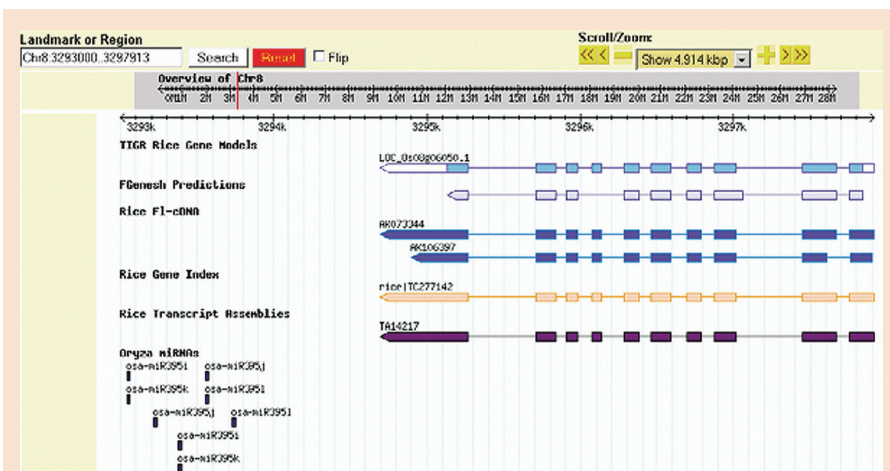 Landmark or Region
Scroll/Zoom:
Chr8:3293000..3297913
Search
Reset
Flip
Show 4.914 kbp
Overview of Chr8
0M 1M 2M 3M 4M 5M 6M 7M 8M 9M 10M 11M 12M 13M 14M 15M 16M 17M 18M 19M 20M 21M 22M 23M 24M 25M 26M 27M 28M
3293k 3294k 3295k 3296k 3297k
TIGR Rice Gene Models
LOC_Os08g06050.1
FGenesh Predictions
Rice Fl-cDNA
AK073344
AK106397
Rice Gene Index
rice|TC277142
Rice Transcript Assemblies
TA14217
Oryza miRNAs
osa-miR395i osa-miR395j
osa-miR395k osa-miR395l
osa-miR395j osa-miR395l
osa-miR395i
osa-miR395k